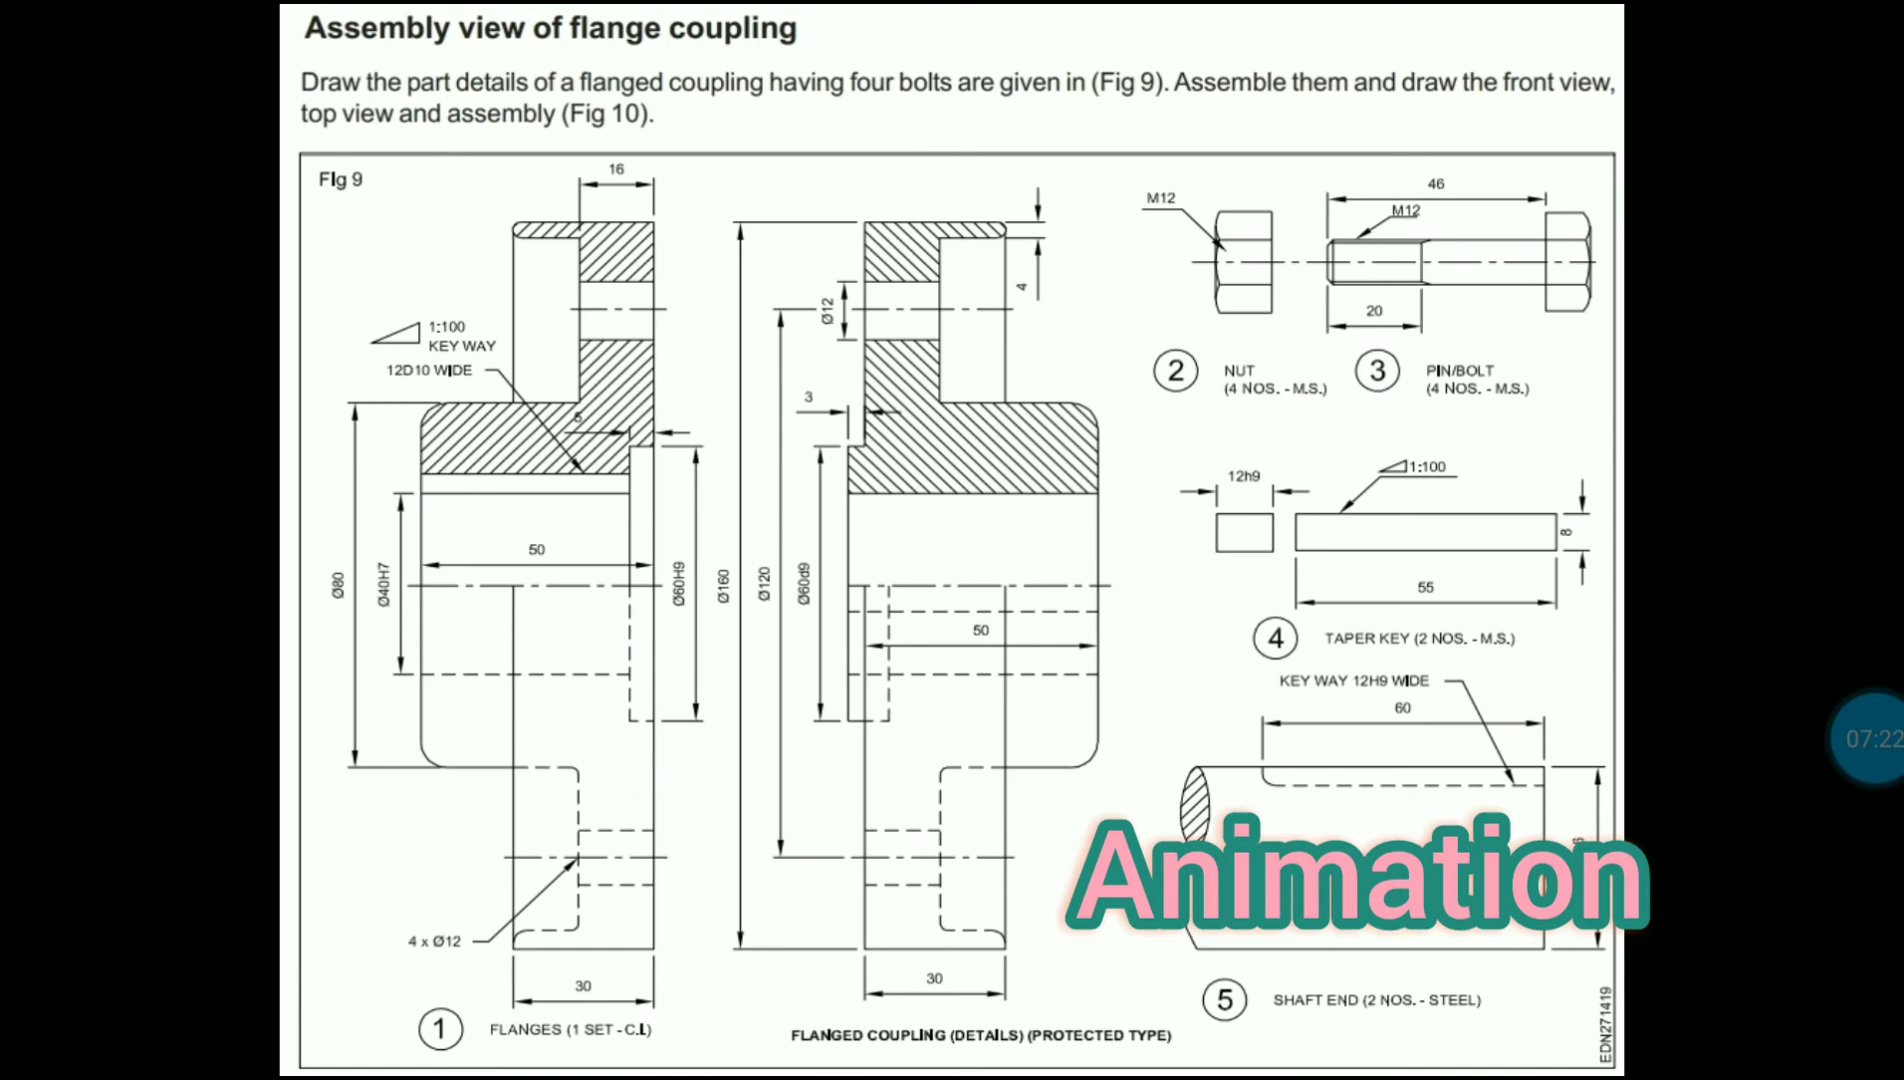 Assembly view of flange coupling
Draw the part details of a flanged coupling having four bolts are given in (Fig 9). Assemble them and draw the front view,
top view and assembly (Fig 10).
Fig 9
16
1:100
KEY WAY
12D10 WIDE
5
50
Ø80
Ø40H7
Ø60H9
4 x Ø12
30
1
FLANGES (1 SET - C.I.)
4
Ø12
3
Ø160
Ø120
Ø60d9
50
30
FLANGED COUPLING (DETAILS) (PROTECTED TYPE)
M12
46
M12
20
2
NUT
(4 NOS. - M.S.)
3
PIN/BOLT
(4 NOS. - M.S.)
12h9
1:100
8
55
4
TAPER KEY (2 NOS. - M.S.)
KEY WAY 12H9 WIDE
60
Animation
5
SHAFT END (2 NOS. - STEEL)
EDN271419
07:22